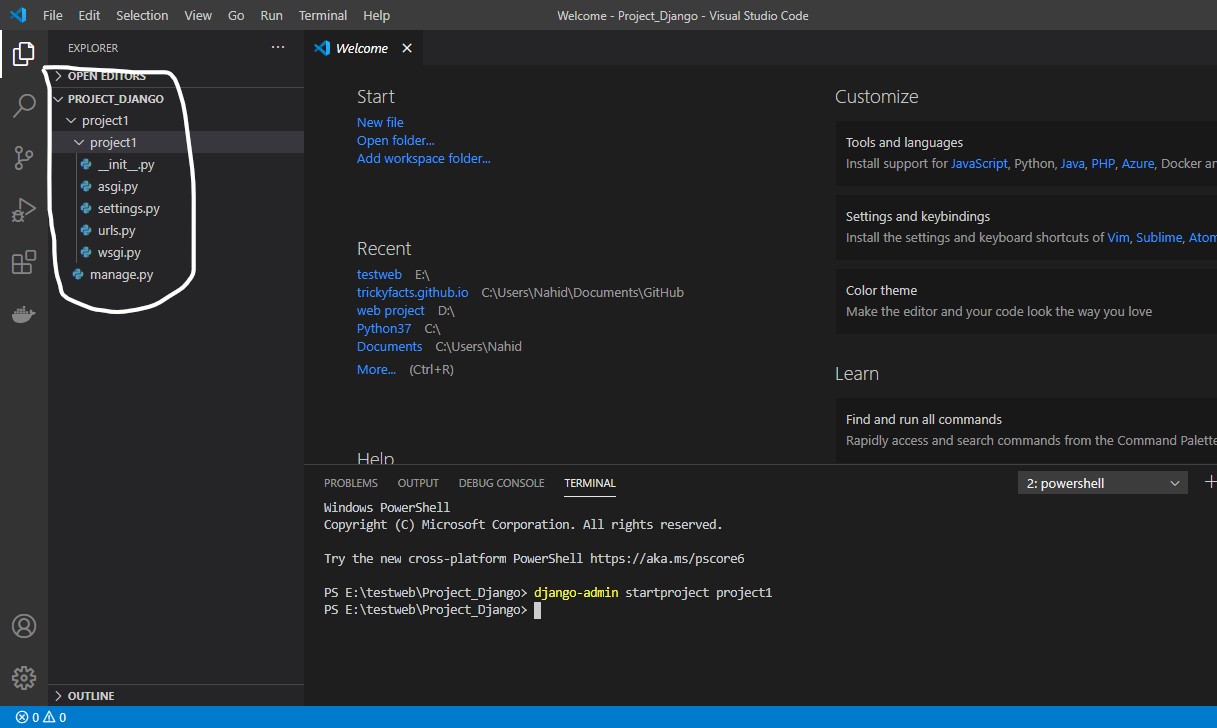 File Edit Selection View Go Run Terminal Help
Welcome - Project_Django - Visual Studio Code
EXPLORER
OPEN EDITORS
PROJECT_DJANGO
project1
project1
__init__.py
asgi.py
settings.py
urls.py
wsgi.py
manage.py
OUTLINE
Welcome
Start
New file
Open folder...
Add workspace folder...
Recent
testweb E:\
trickyfacts.github.io C:\Users\Nahid\Documents\GitHub
web project D:\
Python37 C:\
Documents C:\Users\Nahid
More... (Ctrl+R)
Help
Customize
Tools and languages
Install support for JavaScript, Python, Java, PHP, Azure, Docker an
Settings and keybindings
Install the settings and keyboard shortcuts of Vim, Sublime, Atom
Color theme
Make the editor and your code look the way you love
Learn
Find and run all commands
Rapidly access and search commands from the Command Palette
PROBLEMS OUTPUT DEBUG CONSOLE TERMINAL
2: powershell
Windows PowerShell
Copyright (C) Microsoft Corporation. All rights reserved.
Try the new cross-platform PowerShell https://aka.ms/pscore6
PS E:\testweb\Project_Django> django-admin startproject project1
PS E:\testweb\Project_Django>
0 0